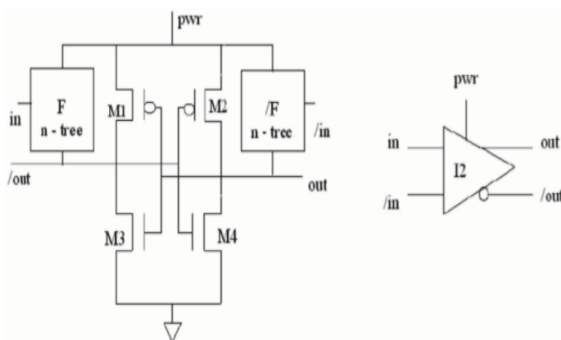 pwr
F
n - tree
in
M1
M2
/F
n - tree
/in
/out
out
M3
M4
pwr
in
/in
I2
out
/out